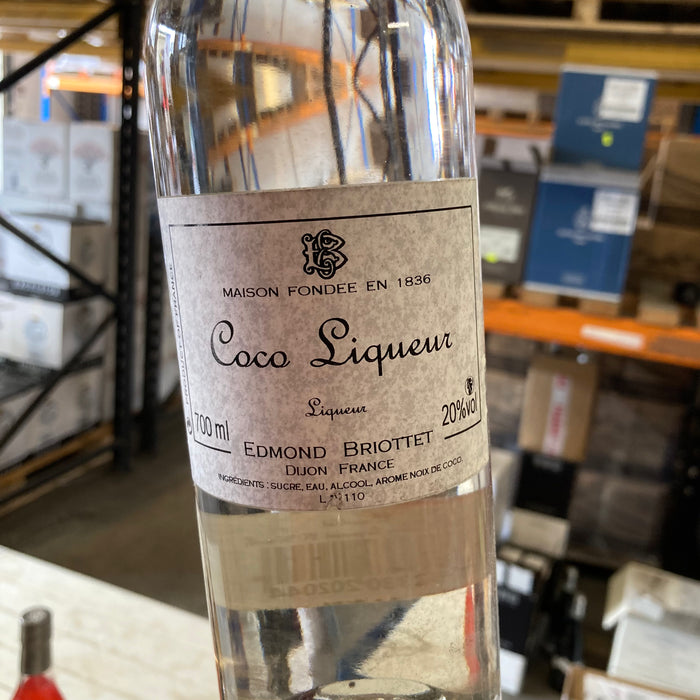 MAISON FONDEE EN 1836
Coco Liqueur
Liqueur
700 ml
20%vol
EDMOND BRIOTTET
DIJON FRANCE
INGRÉDIENTS : SUCRE, EAU, ALCOOL, AROME NOIX DE COCO.